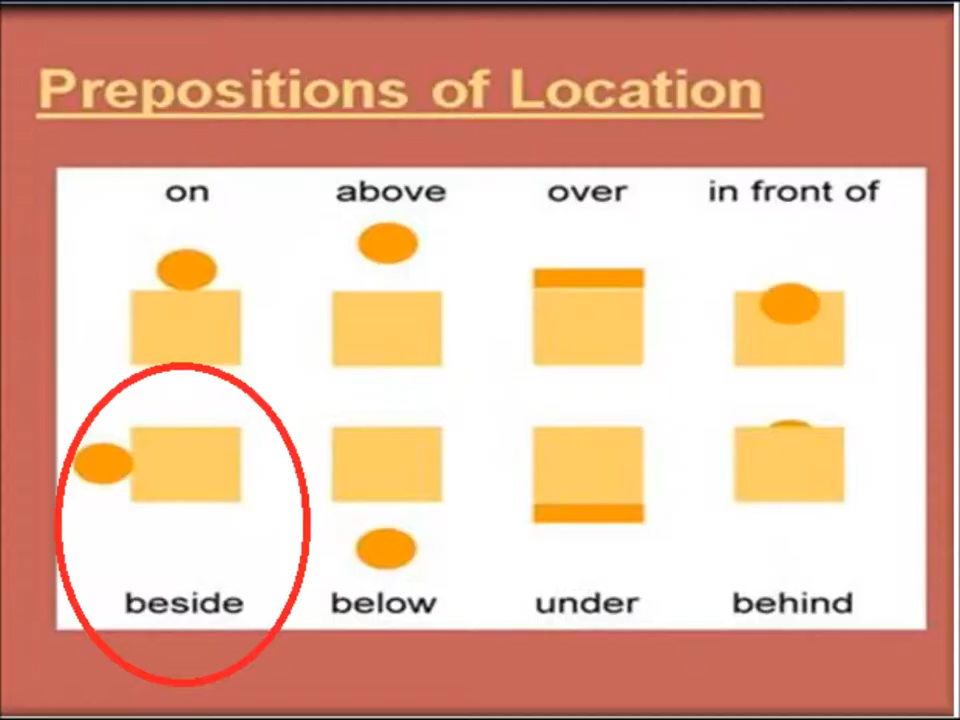 Prepositions of Location
on above over in front of
beside below under behind